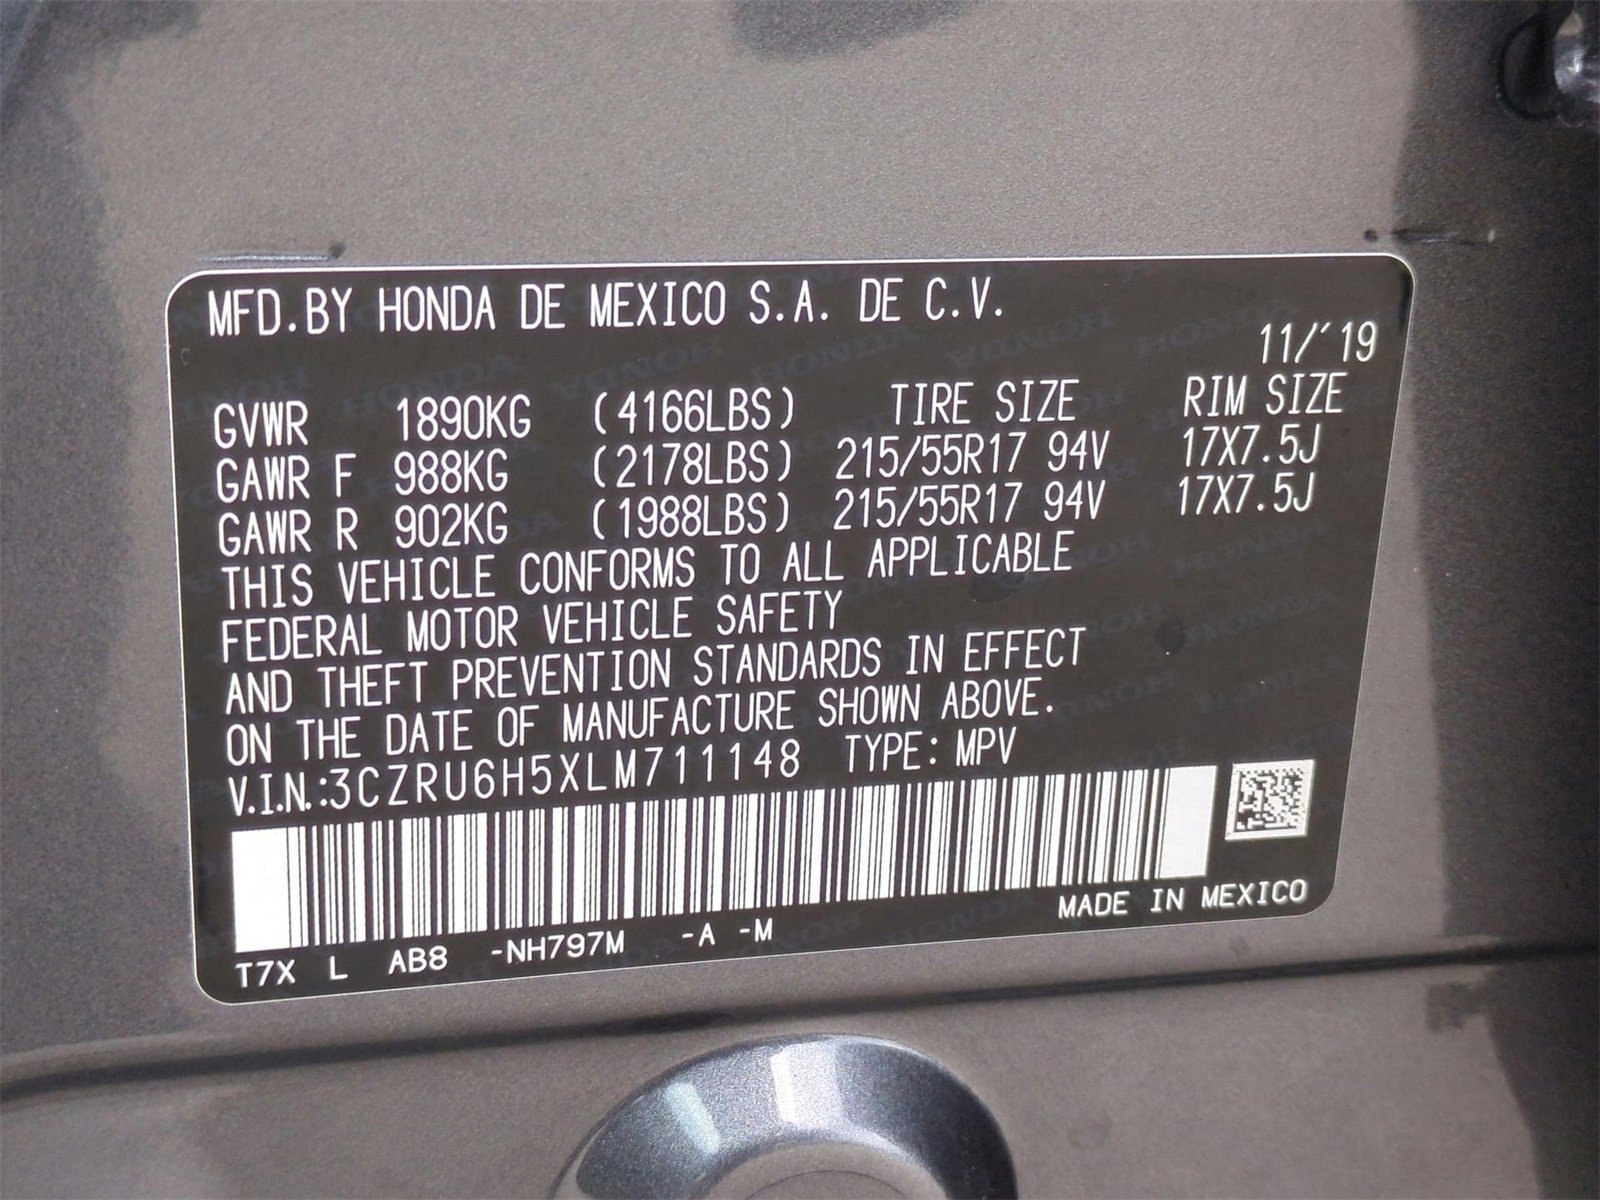 MFD.BY HONDA DE MEXICO S.A. DE C.V.
11/'19
GVWR 1890KG (4166LBS) TIRE SIZE RIM SIZE
GAWR F 988KG (2178LBS) 215/55R17 94V 17X7.5J
GAWR R 902KG (1988LBS) 215/55R17 94V 17X7.5J
THIS VEHICLE CONFORMS TO ALL APPLICABLE
FEDERAL MOTOR VEHICLE SAFETY
AND THEFT PREVENTION STANDARDS IN EFFECT
ON THE DATE OF MANUFACTURE SHOWN ABOVE.
V.I.N.:3CZRU6H5XLM711148 TYPE: MPV
MADE IN MEXICO
T7X L AB8 -NH797M -A -M